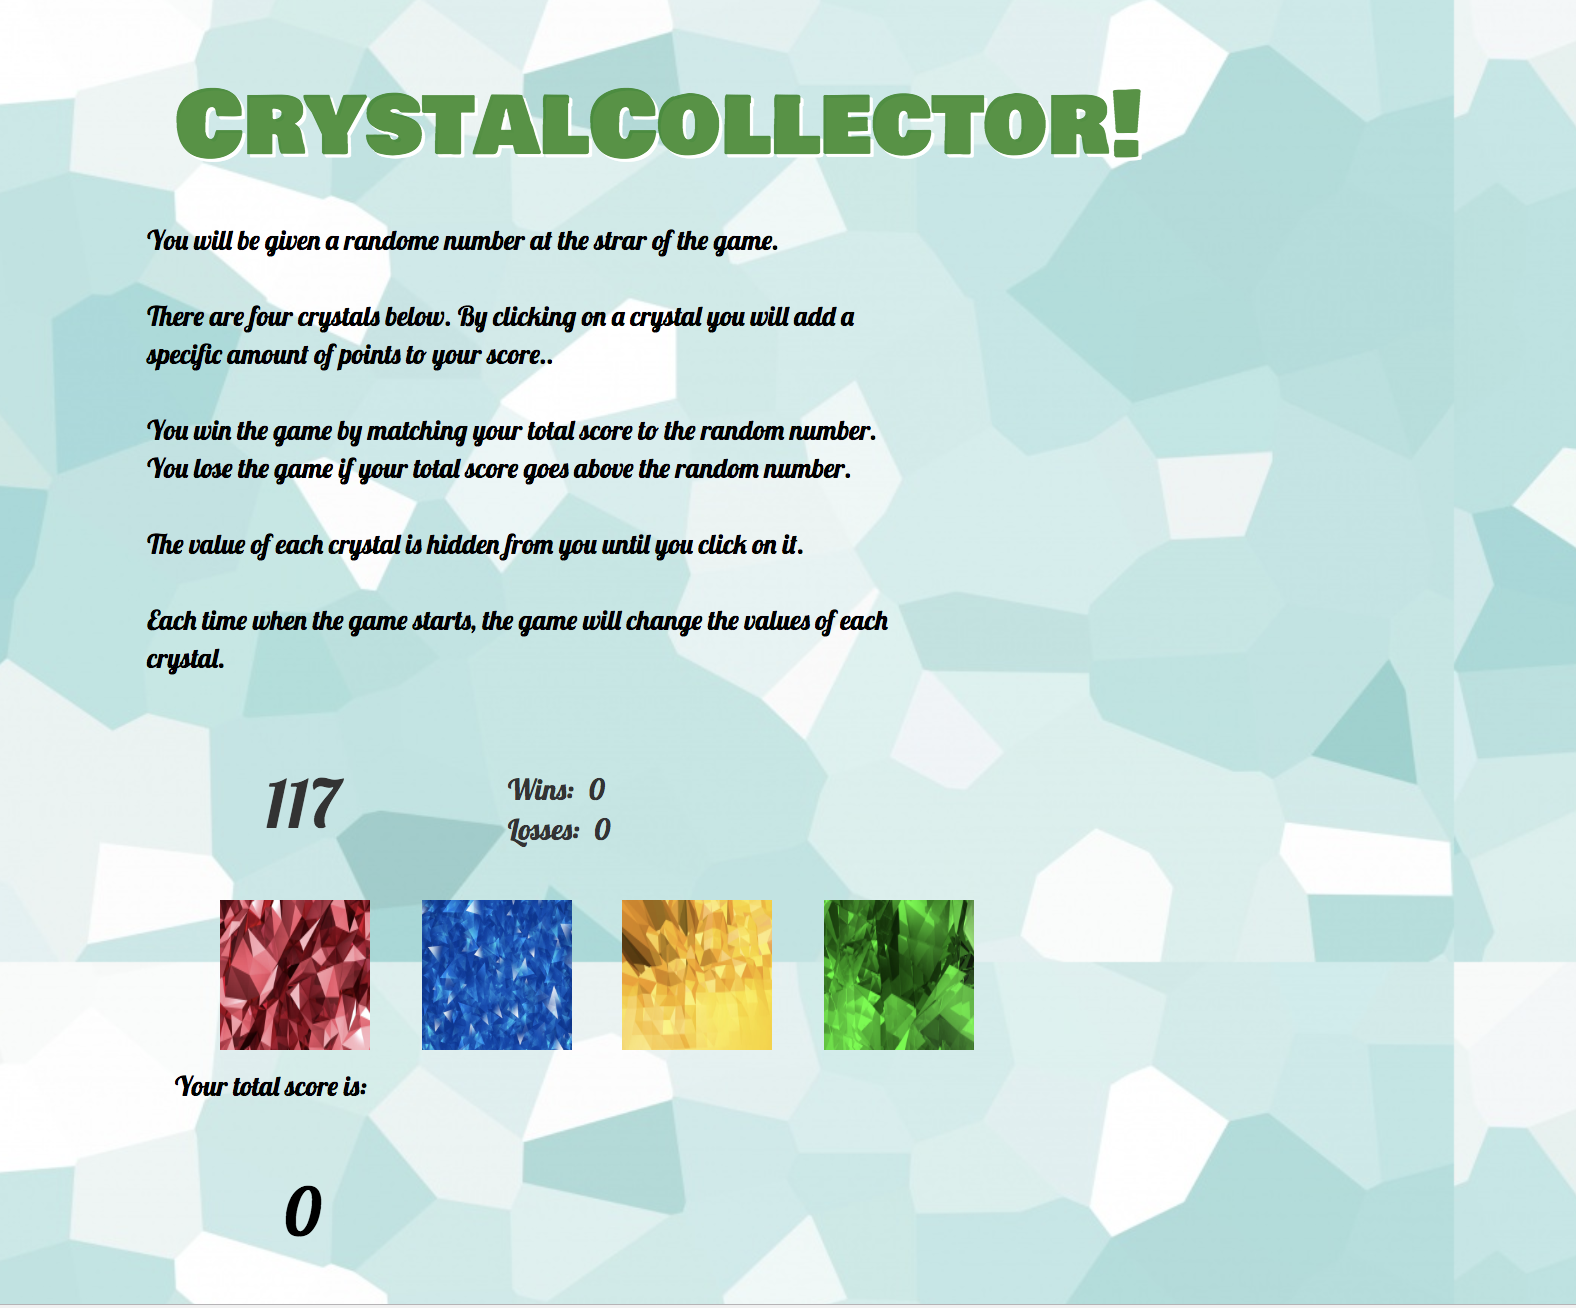 CrystalCollector!
You will be given a randome number at the strar of the game.
There are four crystals below. By clicking on a crystal you will add a
specific amount of points to your score..
You win the game by matching your total score to the random number.
You lose the game if your total score goes above the random number.
The value of each crystal is hidden from you until you click on it.
Each time when the game starts, the game will change the values of each
crystal.
117
Wins: 0
Losses: 0
Your total score is:
0